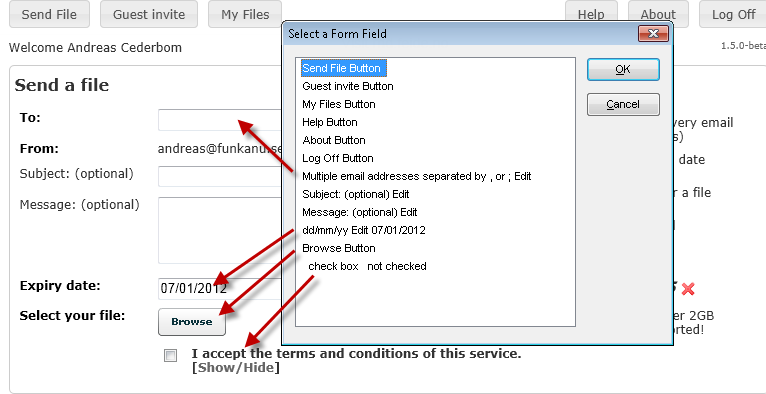 Send File
Guest invite
My Files
Help
About
Log Off
Welcome Andreas Cederbom
1.5.0-beta
Send a file
To:
From:
andreas@funkanu.se
Subject: (optional)
Message: (optional)
Expiry date:
07/01/2012
Select your file:
Browse
I accept the terms and conditions of this service.
[Show/Hide]
Select a Form Field
Send File Button
Guest invite Button
My Files Button
Help Button
About Button
Log Off Button
Multiple email addresses separated by , or ; Edit
Subject: (optional) Edit
Message: (optional) Edit
dd/mm/yy Edit 07/01/2012
Browse Button
check box not checked
OK
Cancel
email
date
a file
2GB